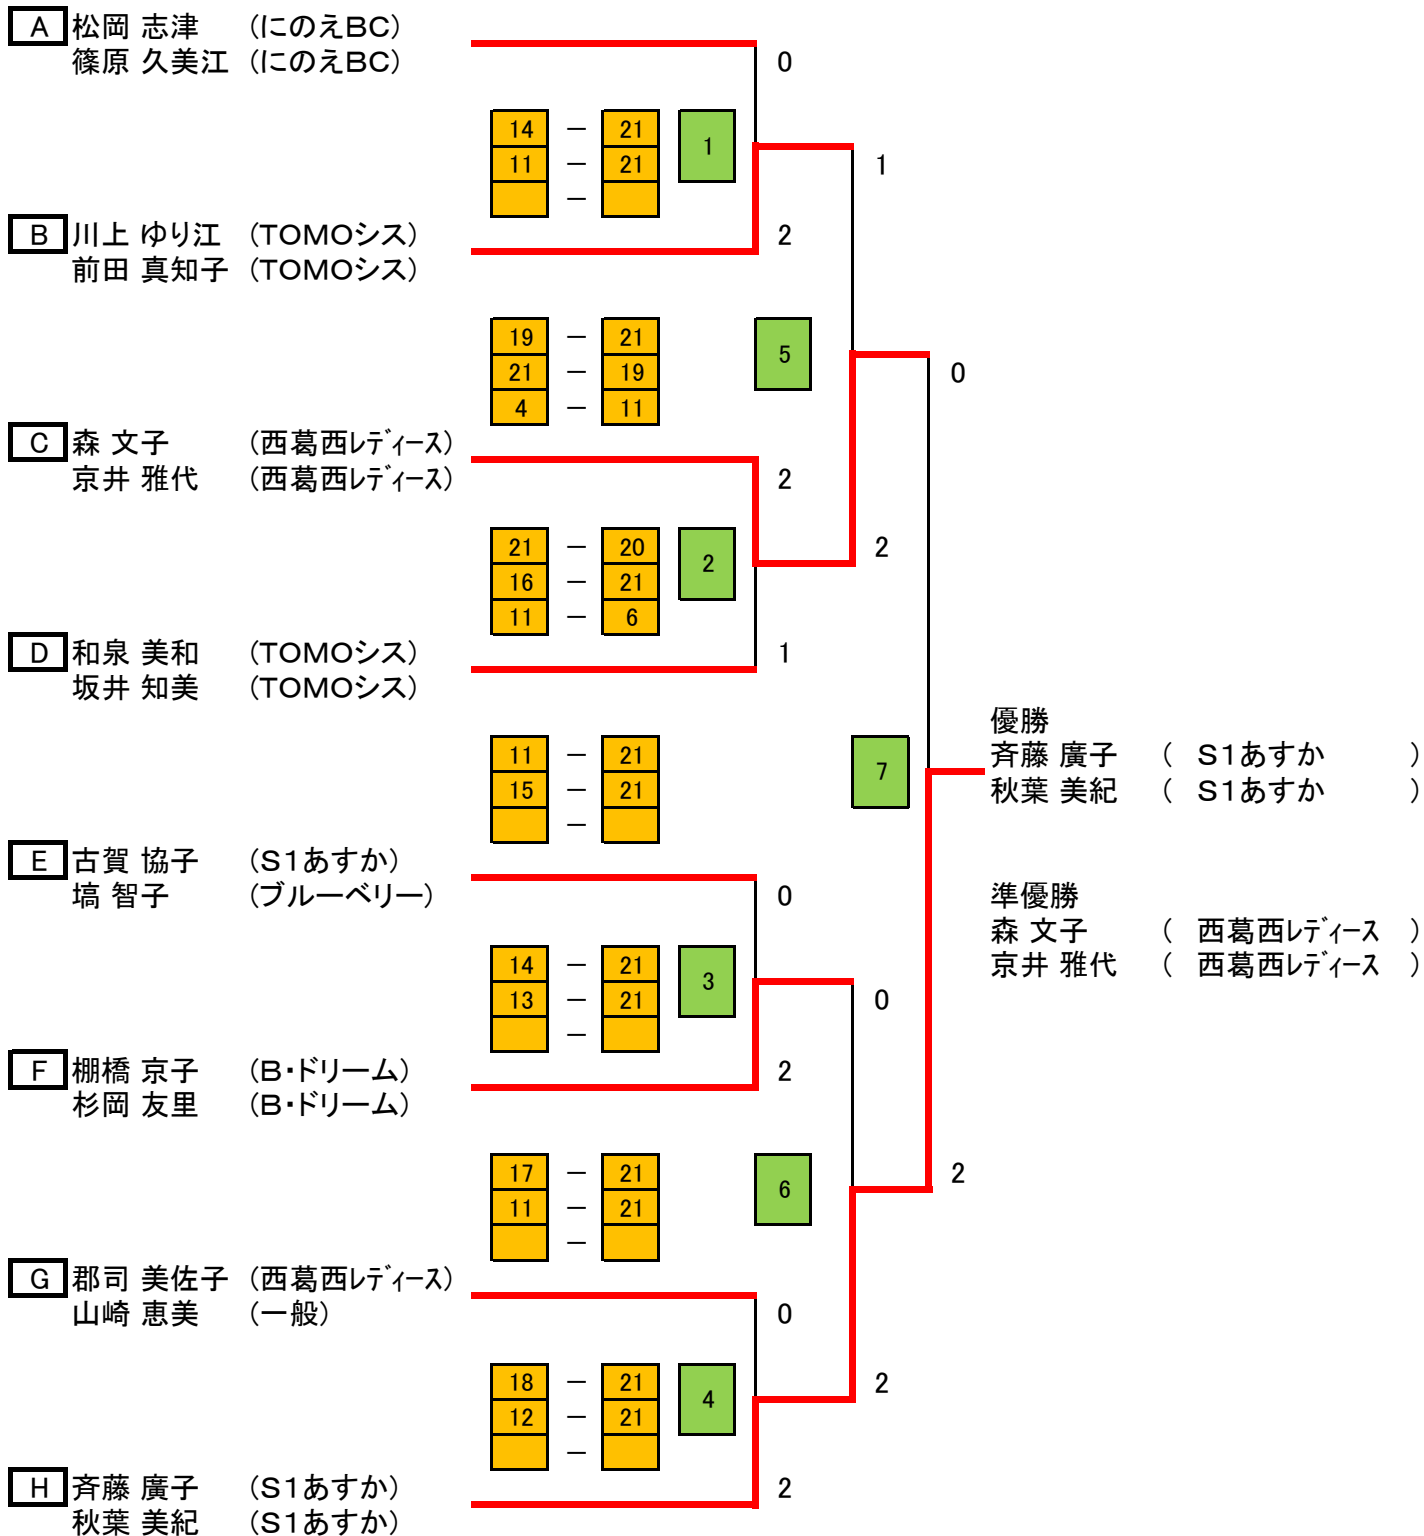 A 松岡 志津 (にのえBC)
篠原 久美江 (にのえBC)
0
14 － 21
11 － 21
－
1
1
B 川上 ゆり江 (TOMOシス)
前田 真知子 (TOMOシス)
2
19 － 21
21 － 19
4 － 11
5
0
C 森 文子 (西葛西ﾚﾃﾞｨｰｽ)
京井 雅代 (西葛西ﾚﾃﾞｨｰｽ)
2
21 － 20
16 － 21
11 － 6
2
2
D 和泉 美和 (TOMOシス)
坂井 知美 (TOMOシス)
1
11 － 21
15 － 21
－
7
優勝
斉藤 廣子 ( S1あすか )
秋葉 美紀 ( S1あすか )
E 古賀 協子 (S1あすか)
塙 智子 (ブルーベリー)
0
準優勝
森 文子 ( 西葛西ﾚﾃﾞｨｰｽ )
京井 雅代 ( 西葛西ﾚﾃﾞｨｰｽ )
14 － 21
13 － 21
－
3
0
F 棚橋 京子 (B・ドリーム)
杉岡 友里 (B・ドリーム)
2
17 － 21
11 － 21
－
6
2
G 郡司 美佐子 (西葛西ﾚﾃﾞｨｰｽ)
山崎 恵美 (一般)
0
18 － 21
12 － 21
－
4
2
H 斉藤 廣子 (S1あすか)
秋葉 美紀 (S1あすか)
2